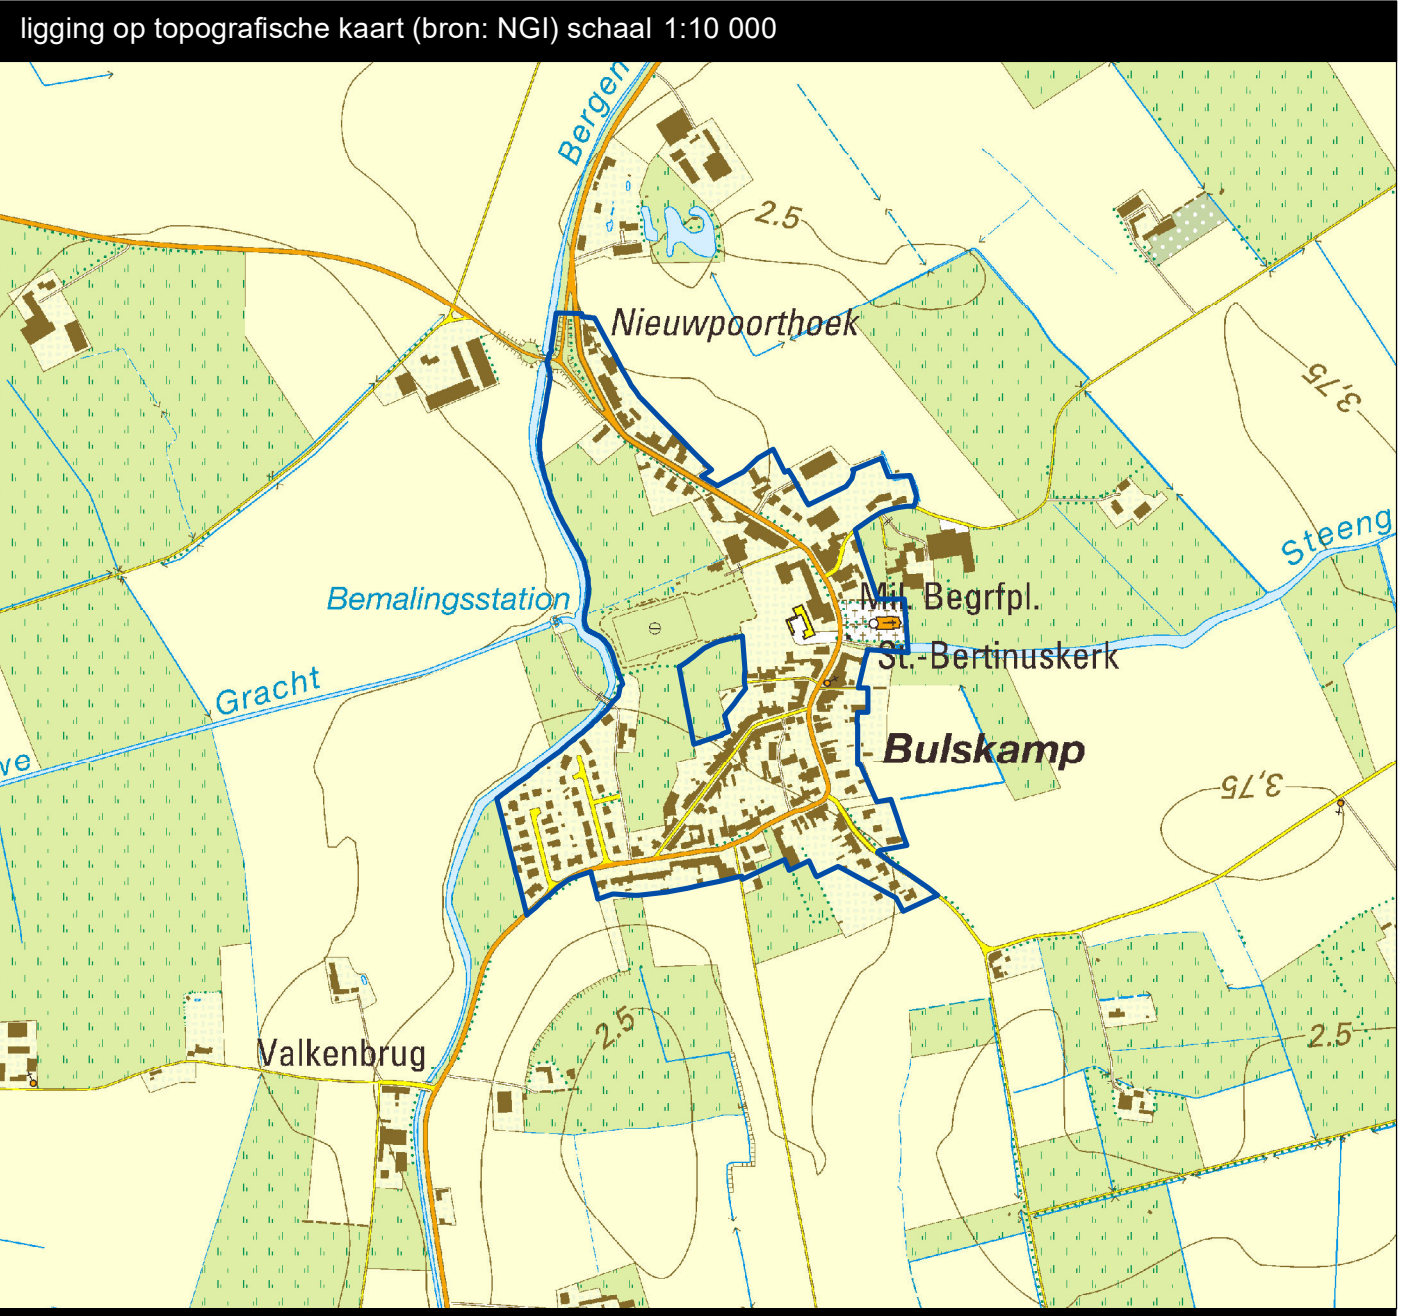 ligging op topografische kaart (bron: NGI) schaal 1:10 000
Bergen
2.5
Nieuwpoorthoek
3,75
Steeng
Bemalingsstation
Mil. Begrfpl.
St.-Bertinuskerk
Gracht
ve
Bulskamp
3,75
2.5
2.5
Valkenbrug